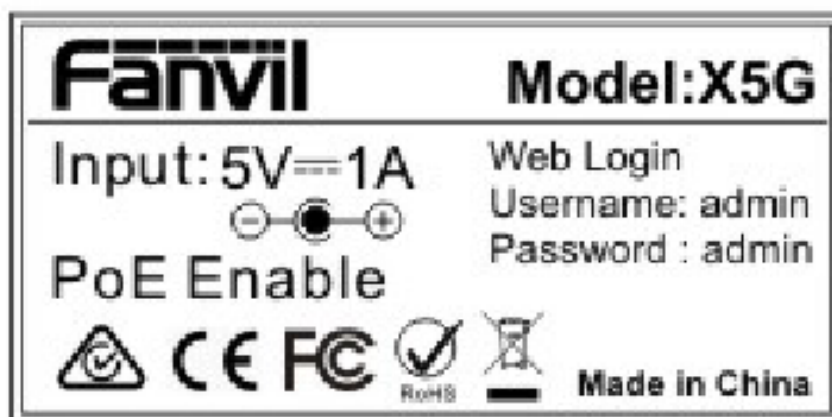 Fanvil
Model:X5G
Input: 5V⎓1A
PoE Enable
Web Login
Username: admin
Password : admin
CE FC
RoHS
Made in China